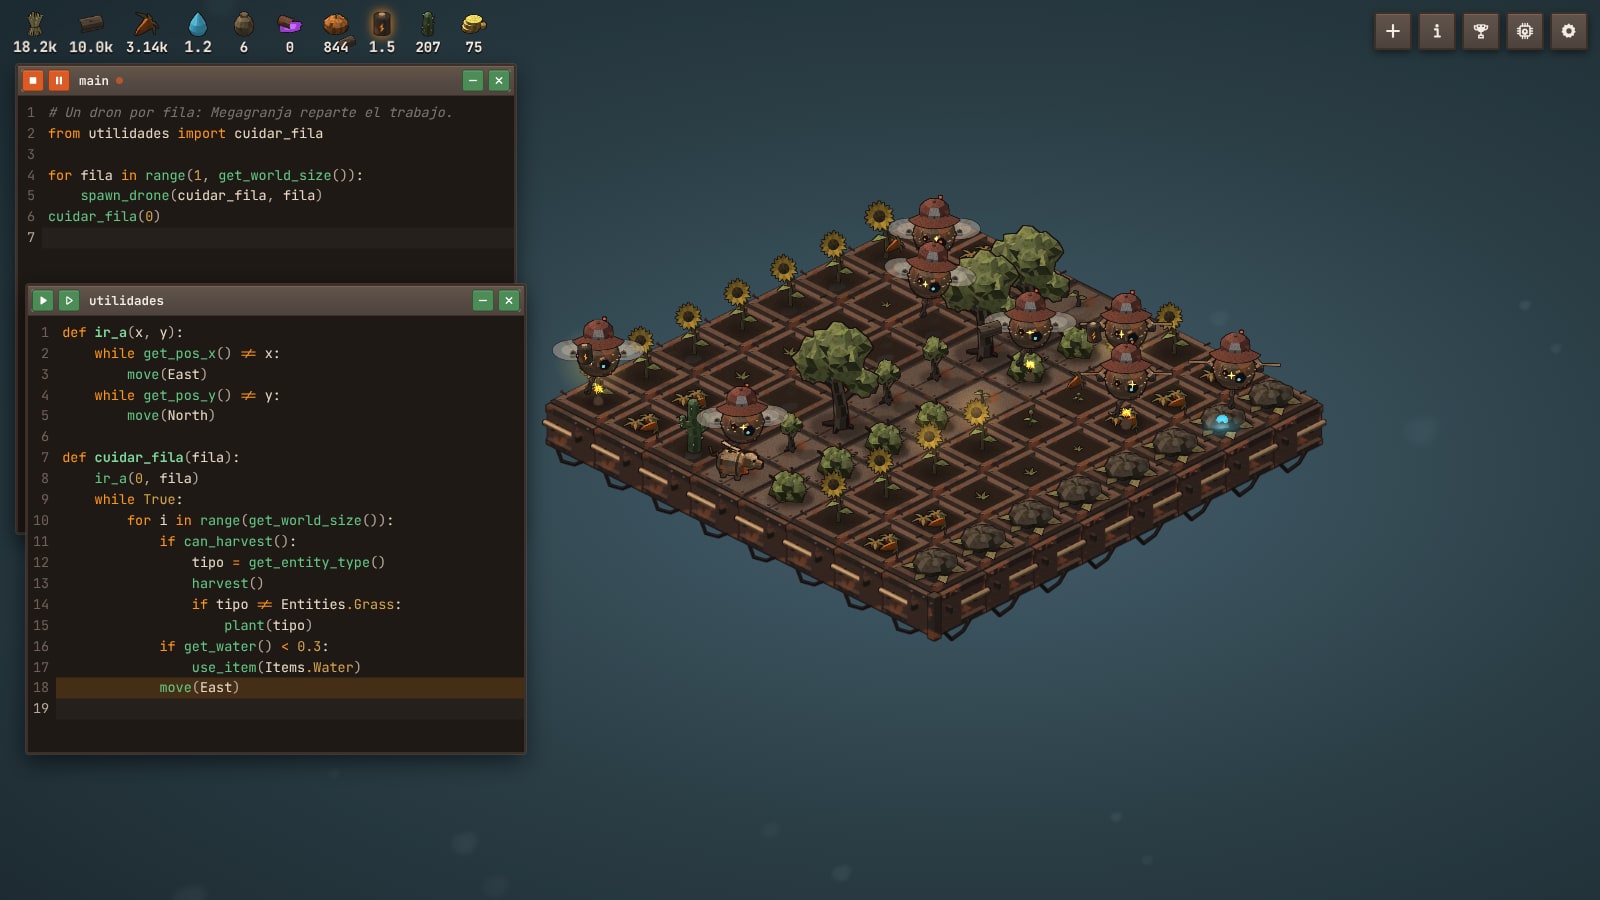 18.2k 10.0k 3.14k 1.2 6 0 844 1.5 207 75
main
1 # Un dron por fila: Megagranja reparte el trabajo.
2 from utilidades import cuidar_fila
3
4 for fila in range(1, get_world_size()):
5     spawn_drone(cuidar_fila, fila)
6 cuidar_fila(0)
7
utilidades
1 def ir_a(x, y):
2     while get_pos_x() ≠ x:
3         move(East)
4     while get_pos_y() ≠ y:
5         move(North)
6
7 def cuidar_fila(fila):
8     ir_a(0, fila)
9     while True:
10         for i in range(get_world_size()):
11             if can_harvest():
12                 tipo = get_entity_type()
13                 harvest()
14                 if tipo ≠ Entities.Grass:
15                     plant(tipo)
16             if get_water() < 0.3:
17                 use_item(Items.Water)
18             move(East)
19